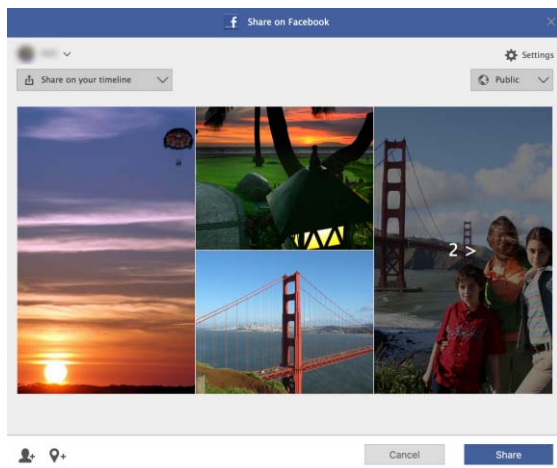 Share on Facebook
Settings
Share on your timeline
Public
2 >
Cancel
Share